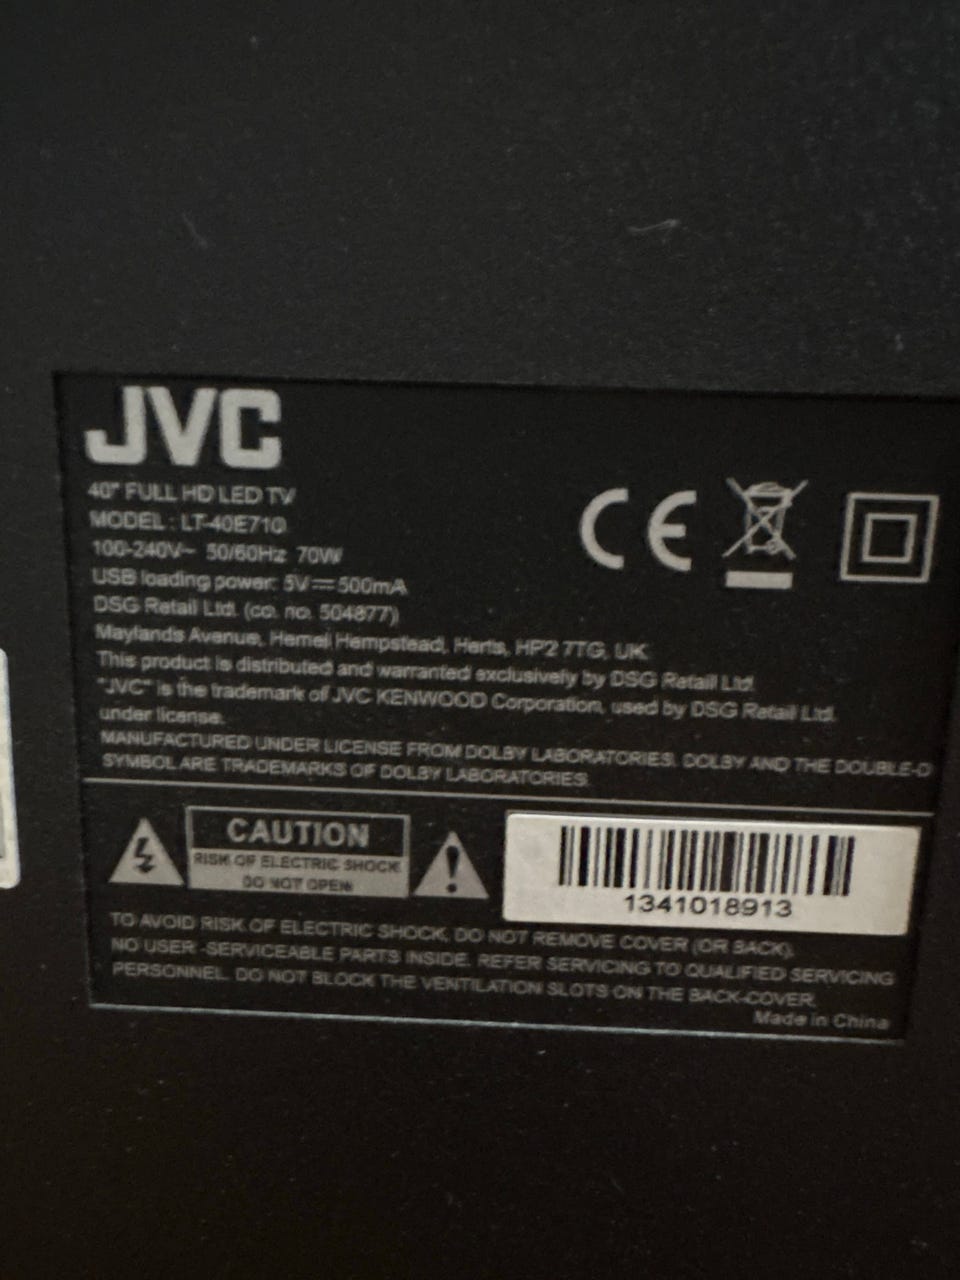 JVC
40" FULL HD LED TV
MODEL : LT-40E710
100-240V~ 50/60Hz 70W
USB loading power: 5V⎓500mA
DSG Retail Ltd. (co. no. 504877)
Maylands Avenue, Hemel Hempstead, Herts, HP2 7TG, UK
This product is distributed and warranted exclusively by DSG Retail Ltd.
"JVC" is the trademark of JVC KENWOOD Corporation, used by DSG Retail Ltd.
under license.
MANUFACTURED UNDER LICENSE FROM DOLBY LABORATORIES. DOLBY AND THE DOUBLE-D
SYMBOL ARE TRADEMARKS OF DOLBY LABORATORIES.
CE
CAUTION
RISK OF ELECTRIC SHOCK
DO NOT OPEN
1341018913
TO AVOID RISK OF ELECTRIC SHOCK, DO NOT REMOVE COVER (OR BACK).
NO USER -SERVICEABLE PARTS INSIDE. REFER SERVICING TO QUALIFIED SERVICING
PERSONNEL. DO NOT BLOCK THE VENTILATION SLOTS ON THE BACK-COVER.
Made in China